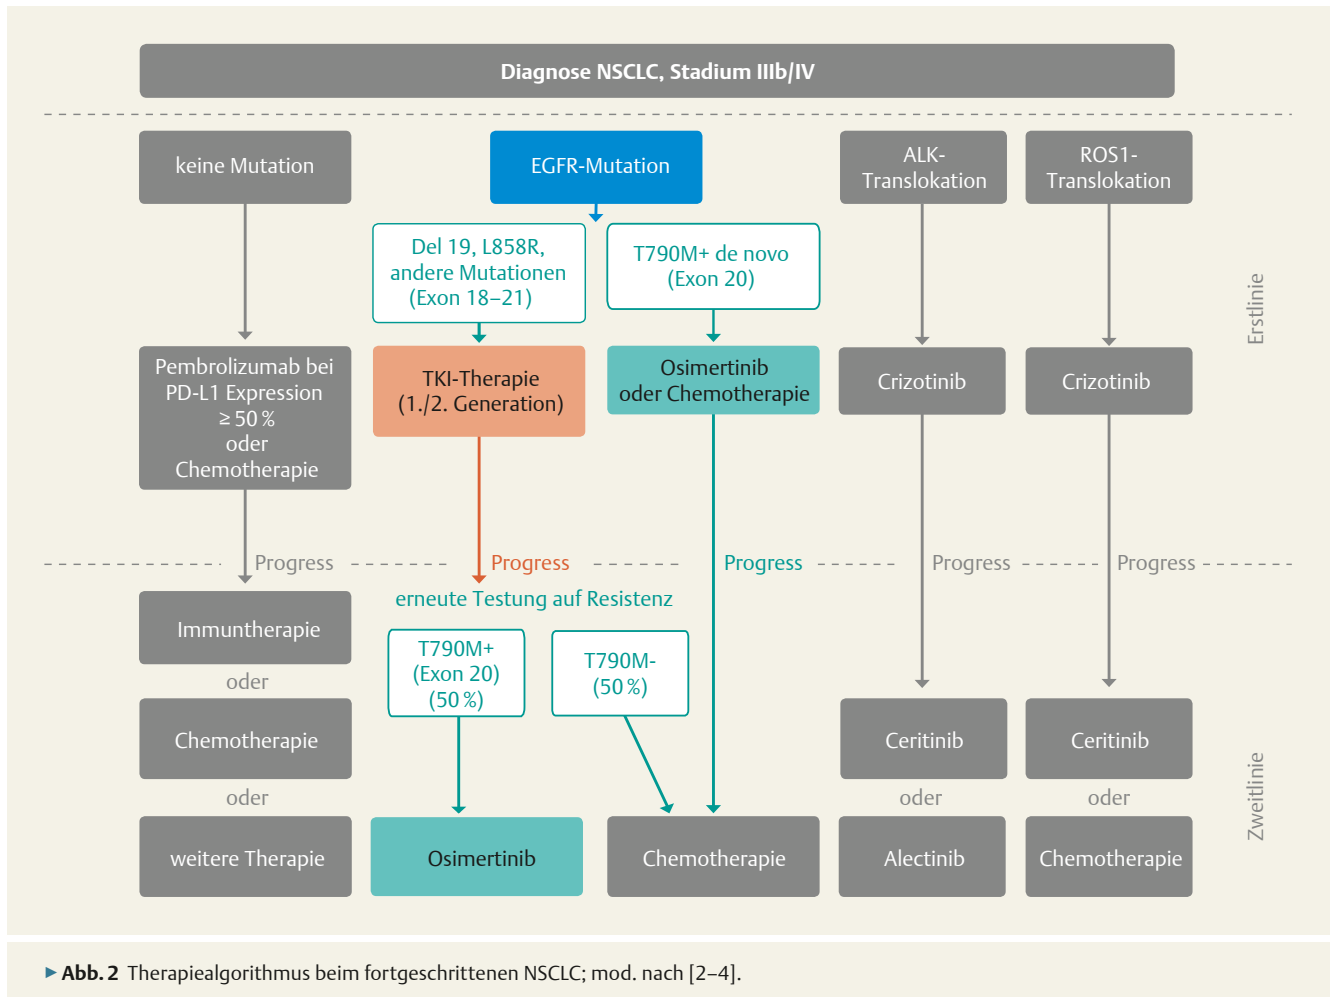 Diagnose NSCLC, Stadium IIIb/IV
keine Mutation
EGFR-Mutation
ALK-
Translokation
ROS1-
Translokation
Del 19, L858R,
andere Mutationen
(Exon 18–21)
T790M+ de novo
(Exon 20)
Erstlinie
Pembrolizumab bei
PD-L1 Expression
≥ 50 %
oder
Chemotherapie
TKI-Therapie
(1./2. Generation)
Osimertinib
oder Chemotherapie
Crizotinib
Crizotinib
Progress
Progress
Progress
Progress
Progress
erneute Testung auf Resistenz
Immuntherapie
oder
Chemotherapie
oder
weitere Therapie
T790M+
(Exon 20)
(50 %)
T790M-
(50 %)
Osimertinib
Chemotherapie
Ceritinib
oder
Alectinib
Ceritinib
oder
Chemotherapie
Zweitlinie
▶ Abb. 2 Therapiealgorithmus beim fortgeschrittenen NSCLC; mod. nach [2–4].